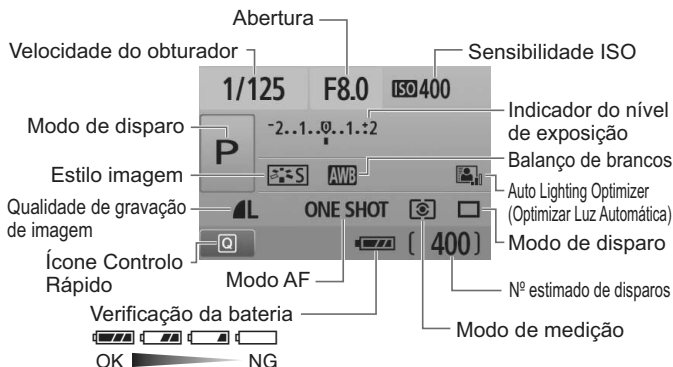 Abertura
Velocidade do obturador
Sensibilidade ISO
1/125 F8.0 ISO 400
Indicador do nível
de exposição
-2..1..0..1.:2
Modo de disparo
P
Balanço de brancos
Estilo imagem
S AWB
Auto Lighting Optimizer
(Optimizar Luz Automática)
Qualidade de gravação
de imagem
L ONE SHOT
Modo de disparo
Q [400]
Ícone Controlo
Rápido
Modo AF
Nº estimado de disparos
Verificação da bateria
Modo de medição
OK NG